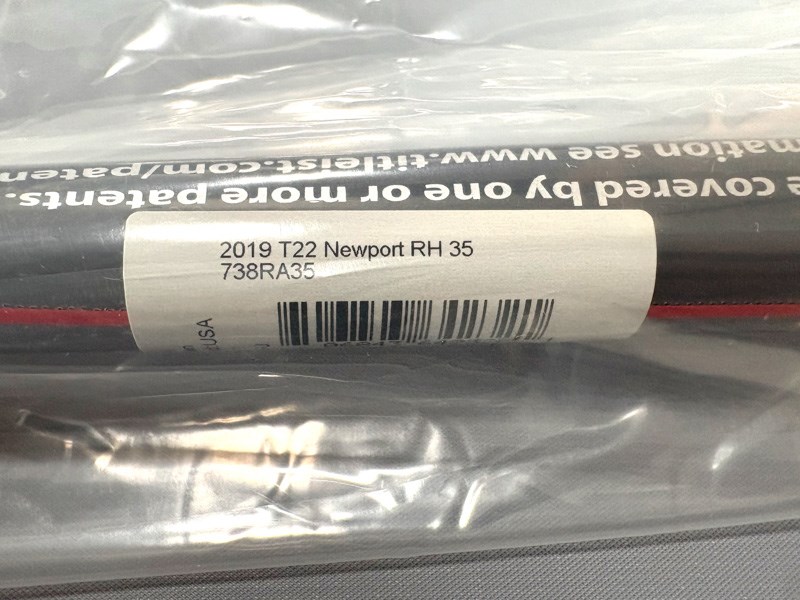 2019 T22 Newport RH 35
738RA35
USA
e covered by one or more patents.
mation see www.titleist.com/paten